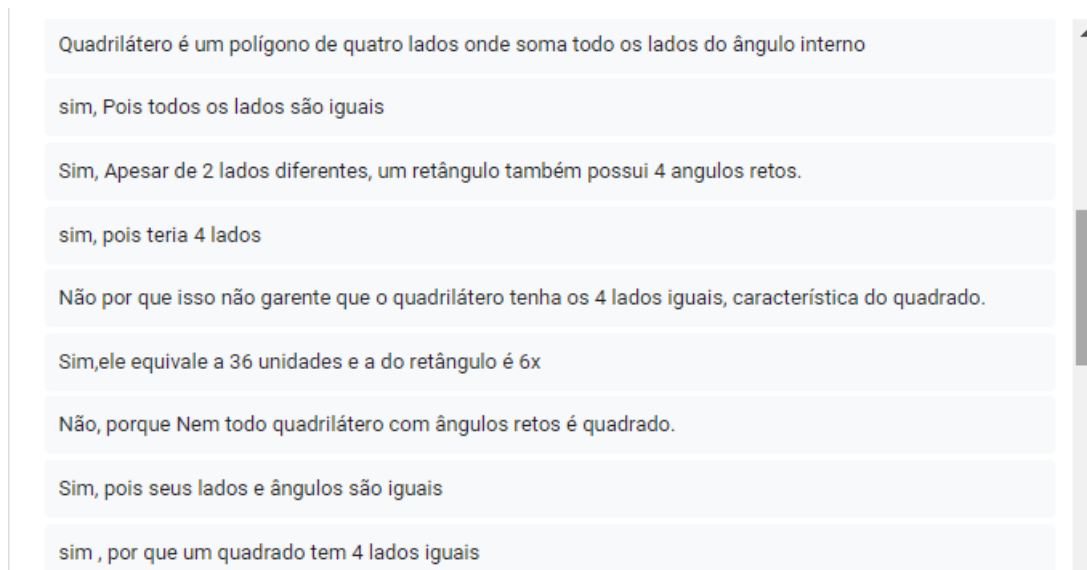 Quadrilátero é um polígono de quatro lados onde soma todo os lados do ângulo interno
sim, Pois todos os lados são iguais
Sim, Apesar de 2 lados diferentes, um retângulo também possui 4 angulos retos.
sim, pois teria 4 lados
Não por que isso não garente que o quadrilátero tenha os 4 lados iguais, característica do quadrado.
Sim,ele equivale a 36 unidades e a do retângulo é 6x
Não, porque Nem todo quadrilátero com ângulos retos é quadrado.
Sim, pois seus lados e ângulos são iguais
sim , por que um quadrado tem 4 lados iguais